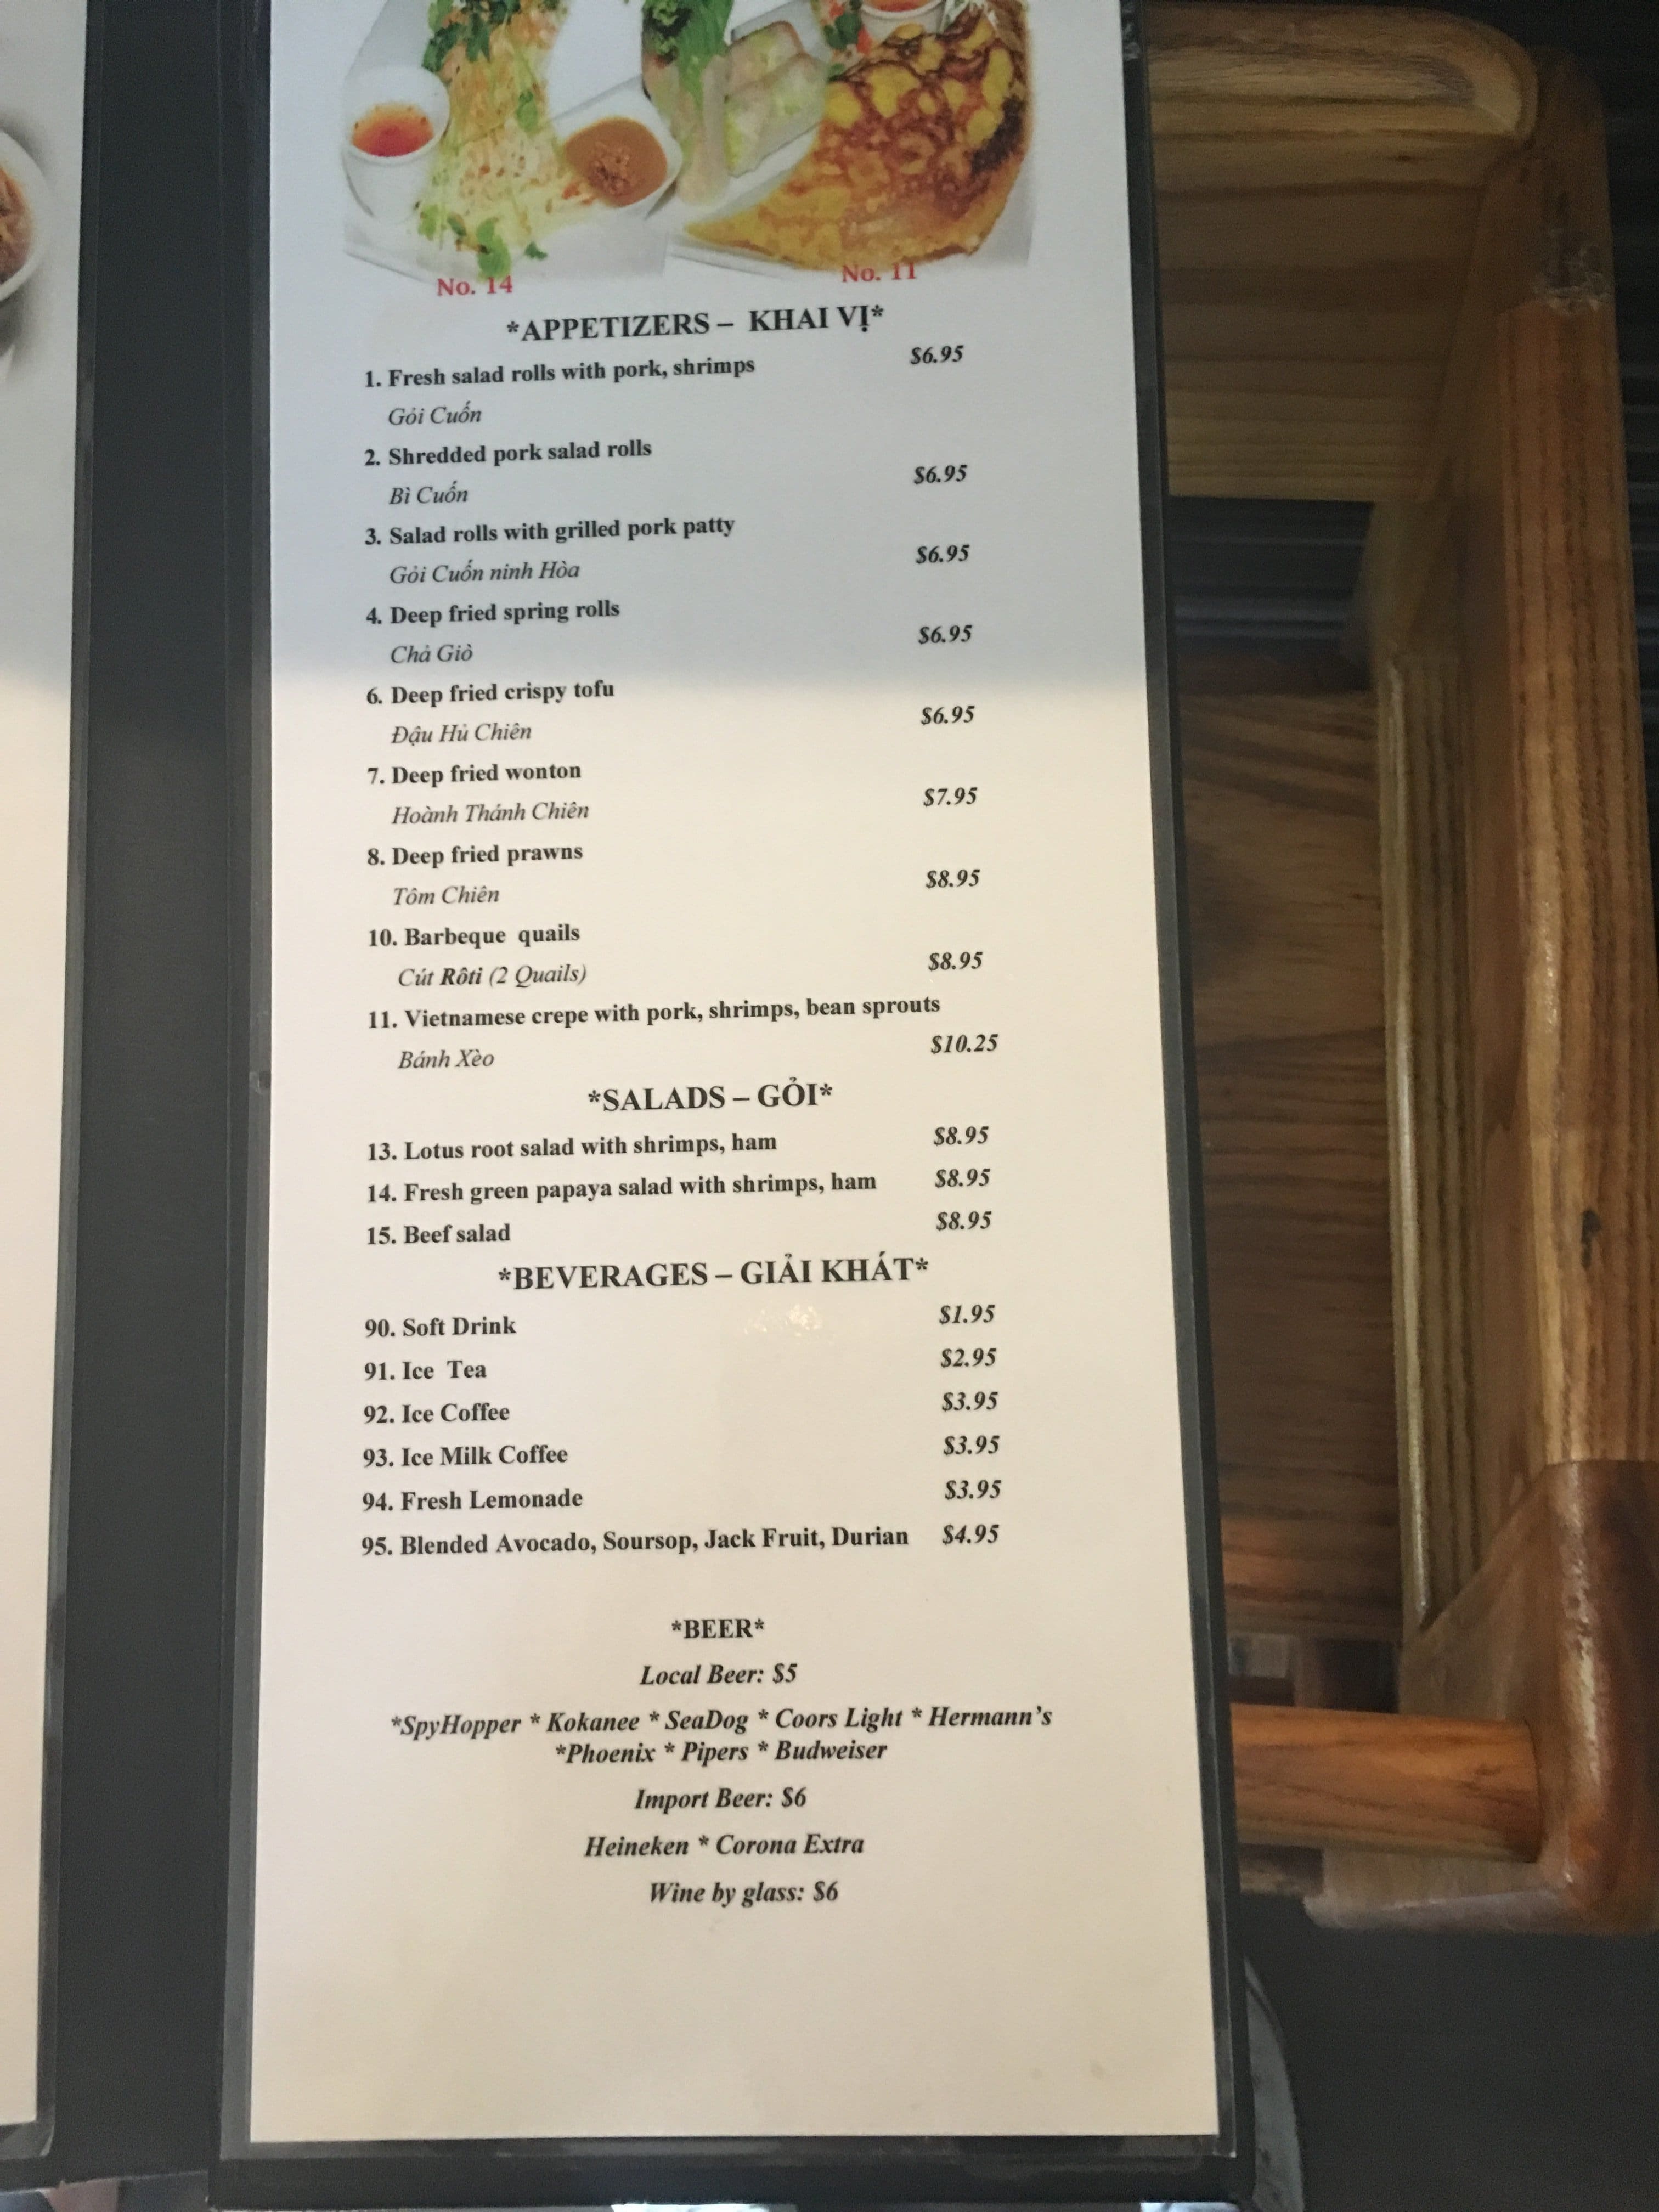 No. 14
No. 11
*APPETIZERS – KHAI VỊ*
1. Fresh salad rolls with pork, shrimps $6.95
Gỏi Cuốn
2. Shredded pork salad rolls
Bì Cuốn $6.95
3. Salad rolls with grilled pork patty
Gỏi Cuốn ninh Hòa $6.95
4. Deep fried spring rolls
Chả Giò $6.95
6. Deep fried crispy tofu
Đậu Hủ Chiên $6.95
7. Deep fried wonton
Hoành Thánh Chiên $7.95
8. Deep fried prawns
Tôm Chiên $8.95
10. Barbeque quails
Cút Rôti (2 Quails) $8.95
11. Vietnamese crepe with pork, shrimps, bean sprouts
Bánh Xèo $10.25
*SALADS – GỎI*
13. Lotus root salad with shrimps, ham $8.95
14. Fresh green papaya salad with shrimps, ham $8.95
15. Beef salad $8.95
*BEVERAGES – GIẢI KHÁT*
90. Soft Drink $1.95
91. Ice Tea $2.95
92. Ice Coffee $3.95
93. Ice Milk Coffee $3.95
94. Fresh Lemonade $3.95
95. Blended Avocado, Soursop, Jack Fruit, Durian $4.95
*BEER*
Local Beer: $5
*SpyHopper * Kokanee * SeaDog * Coors Light * Hermann's
*Phoenix * Pipers * Budweiser
Import Beer: $6
Heineken * Corona Extra
Wine by glass: $6